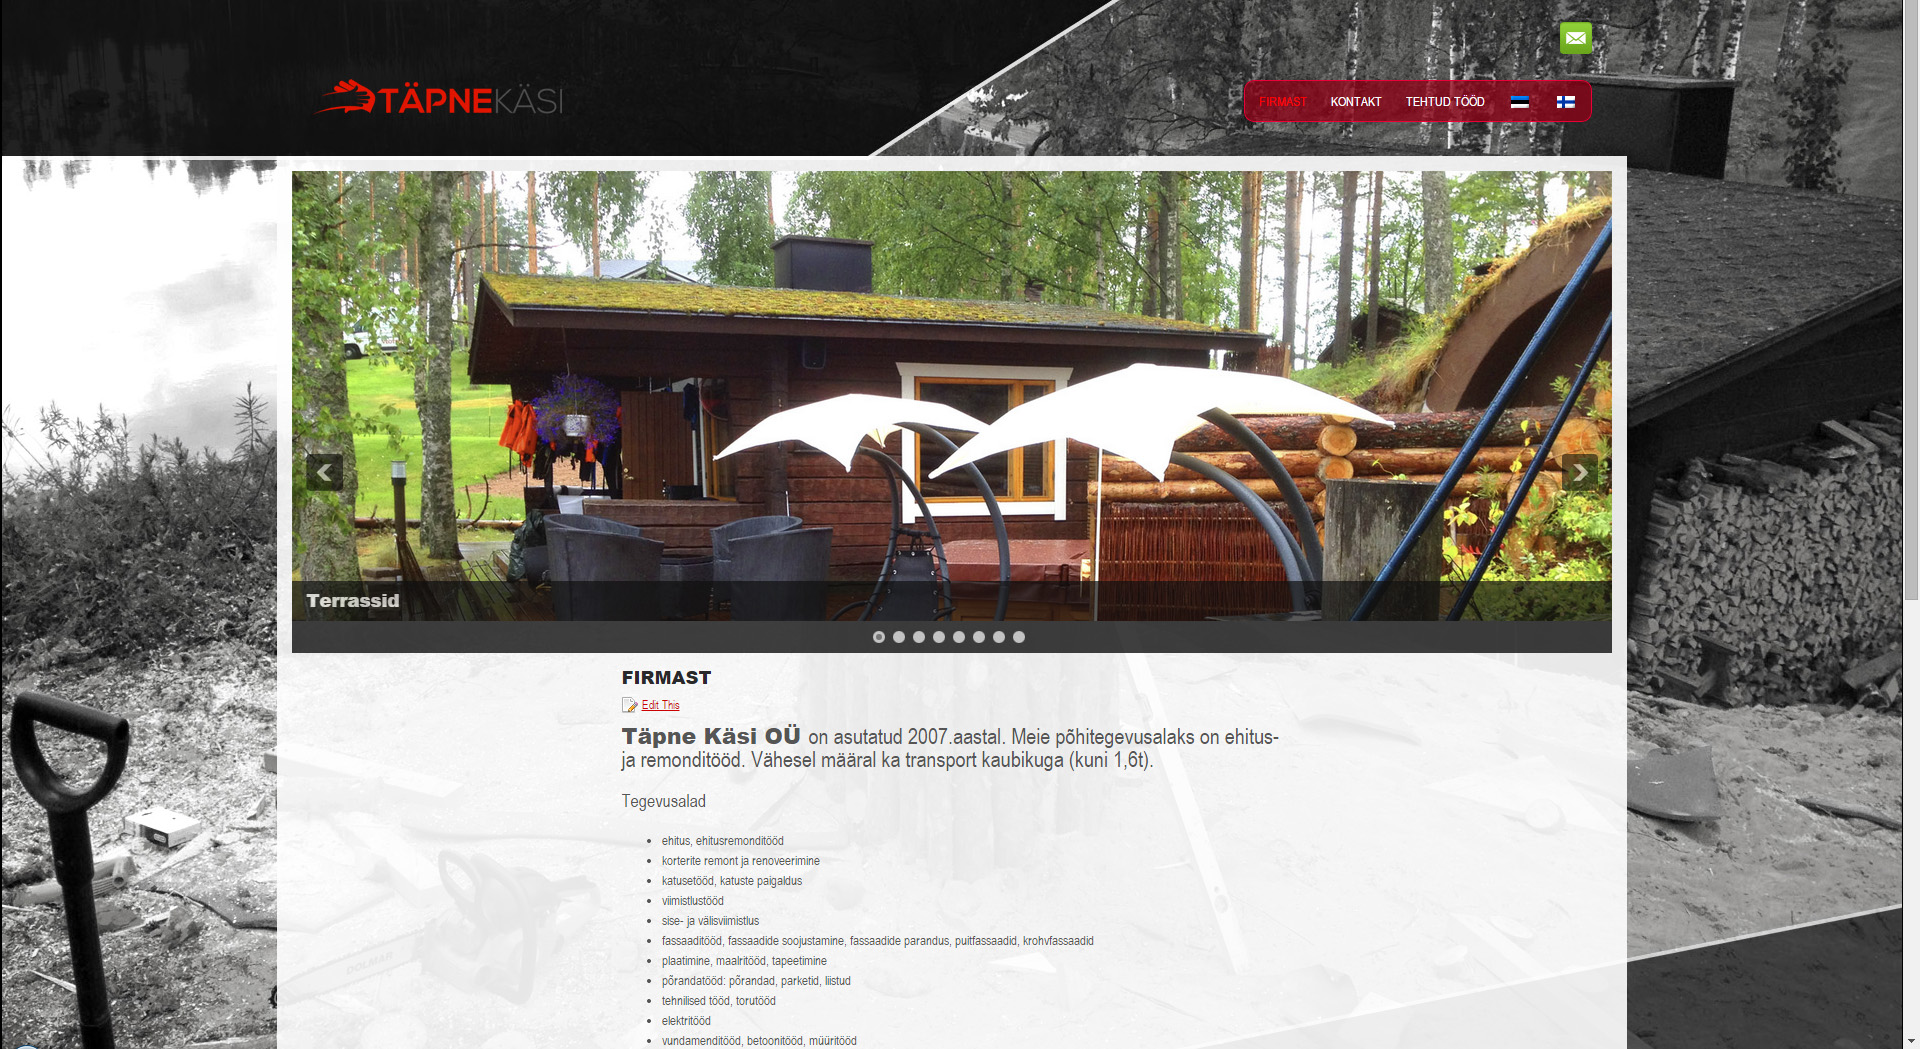 TÄPNEKÄSI
FIRMAST KONTAKT TEHTUD TÖÖD
Terrassid
FIRMAST
Edit This
Täpne Käsi OÜ on asutatud 2007.aastal. Meie põhitegevusalaks on ehitus-
ja remonditööd. Vähesel määral ka transport kaubikuga (kuni 1,6t).
Tegevusalad
ehitus, ehitusremonditööd
korterite remont ja renoveerimine
katusetööd, katuste paigaldus
viimistlustööd
sise- ja välisviimistlus
fassaaditööd, fassaadide soojustamine, fassaadide parandus, puitfassaadid, krohvfassaadid
plaatimine, maalritööd, tapeetimine
põrandatööd: põrandad, parketid, liistud
tehnilised tööd, torutööd
elektritööd
vundamenditööd, betoonitööd, müüritööd
DOLMAR